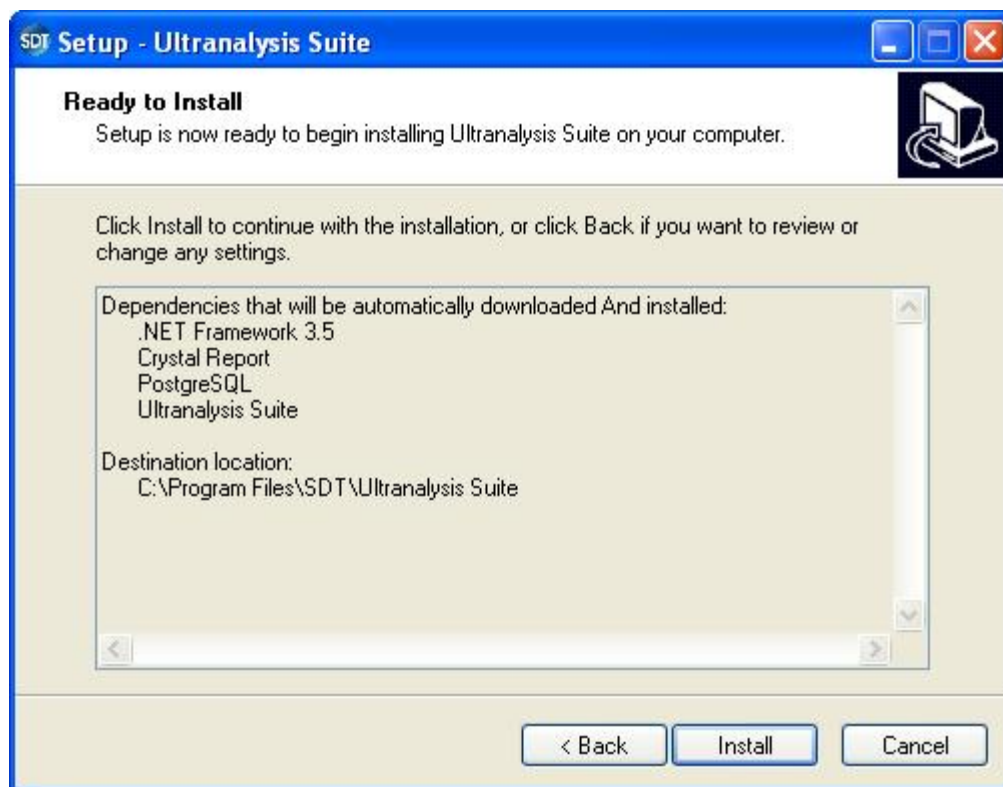 SDT Setup - Ultranalysis Suite
Ready to Install
Setup is now ready to begin installing Ultranalysis Suite on your computer.
Click Install to continue with the installation, or click Back if you want to review or
change any settings.
Dependencies that will be automatically downloaded And installed:
.NET Framework 3.5
Crystal Report
PostgreSQL
Ultranalysis Suite
Destination location:
C:\Program Files\SDT\Ultranalysis Suite
< Back Install Cancel